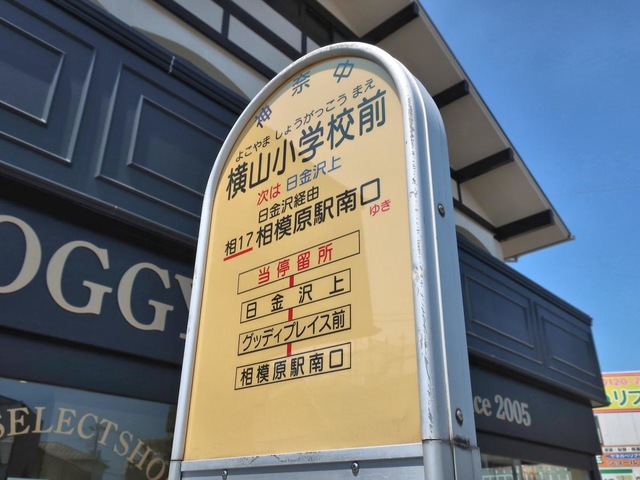 神奈中
よこやま しょうがっこう まえ
横山小学校前
次は 日金沢上
日金沢経由
相17 相模原駅南口 ゆき
当停留所
日金沢上
グッディプレイス前
相模原駅南口
OGGY
SELECTSHO
ce 2005
0120
リフ